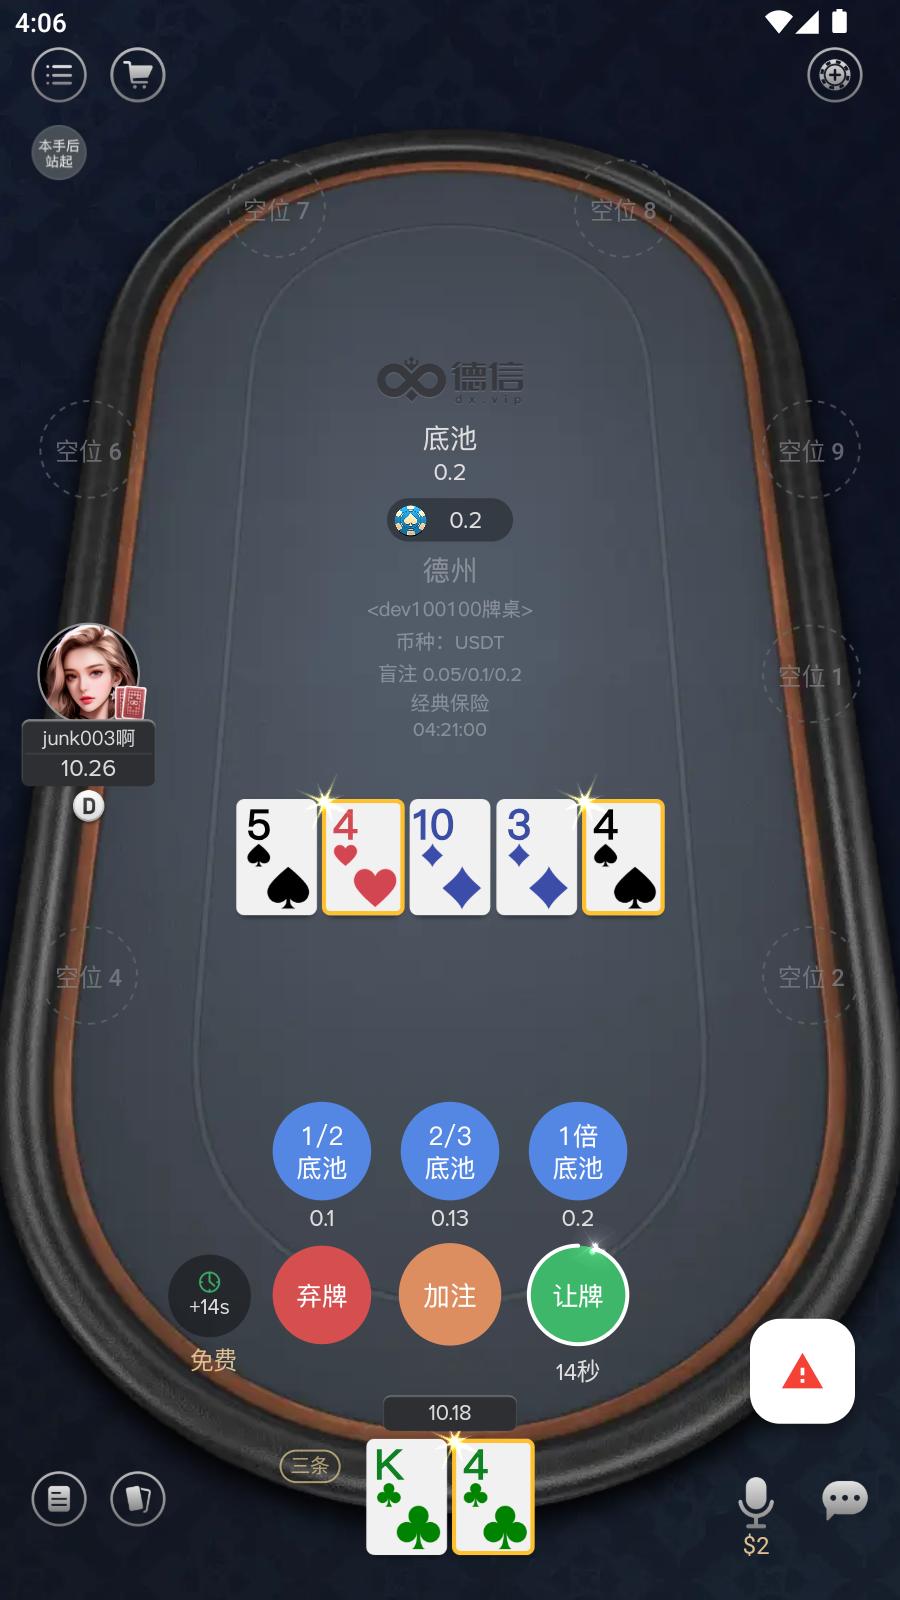 4:06
本手后
站起
空位 7
空位 8
德信
dx.vip
底池
0.2
空位 6
空位 9
0.2
德州
<dev100100牌桌>
币种：USDT
盲注 0.05/0.1/0.2
空位 1
经典保险
04:21:00
junk003啊
10.26
D
5
4
10
3
4
空位 4
空位 2
1/2
底池
2/3
底池
1倍
底池
0.1
0.13
0.2
+14s
弃牌
加注
让牌
免费
14秒
10.18
三条
K
4
$2